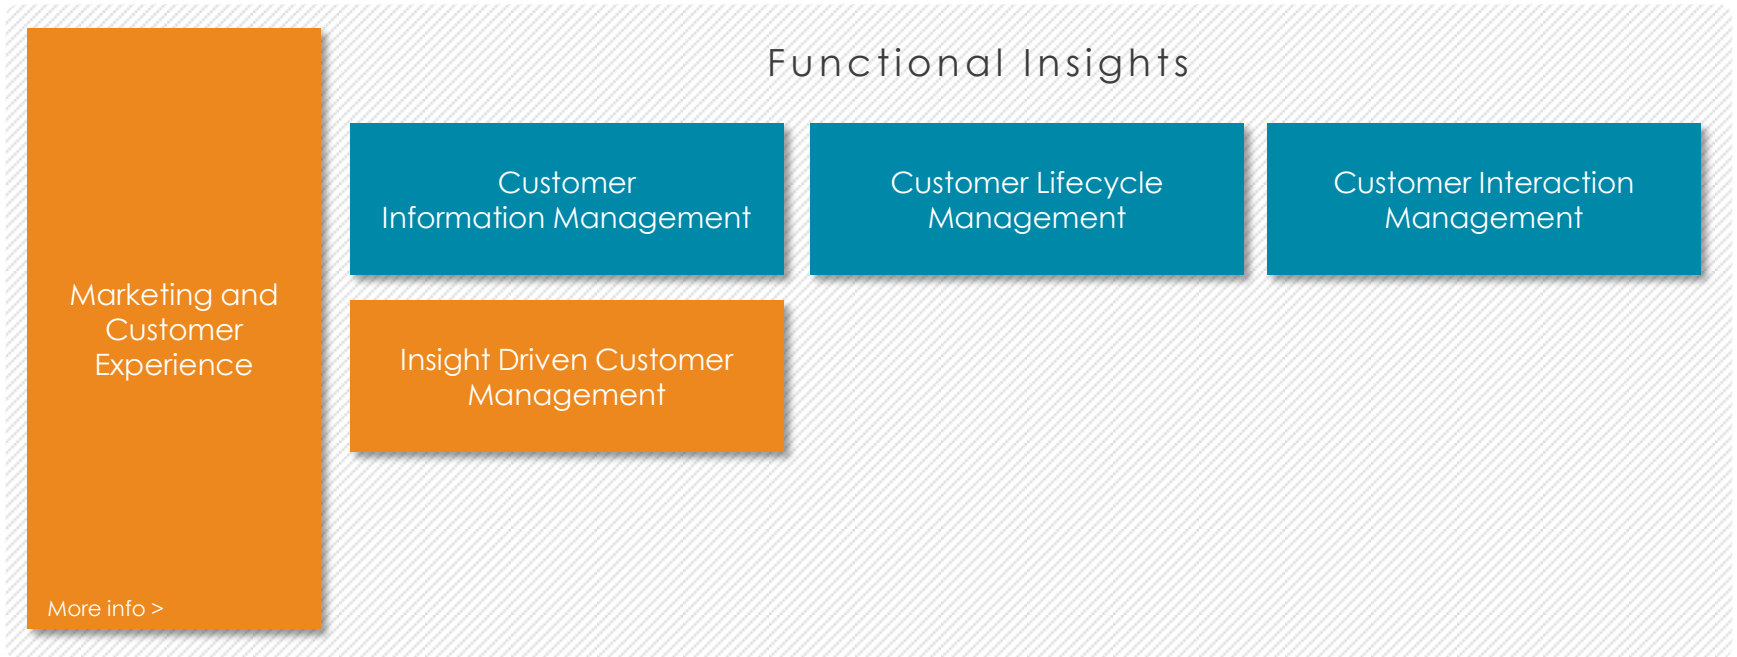 Functional Insights
Marketing and
Customer
Experience
More info >
Customer
Information Management
Customer Lifecycle
Management
Customer Interaction
Management
Insight Driven Customer
Management